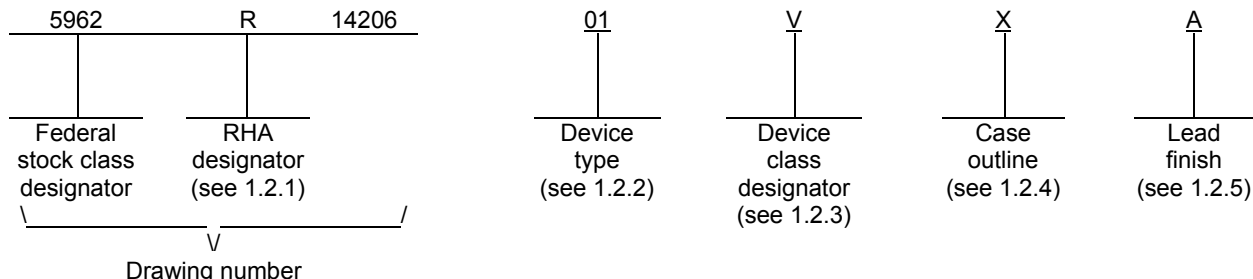 5962 R 14206 01 V X A
Federal stock class designator
RHA designator (see 1.2.1)
Device type (see 1.2.2)
Device class designator (see 1.2.3)
Case outline (see 1.2.4)
Lead finish (see 1.2.5)
\ /
\/
Drawing number